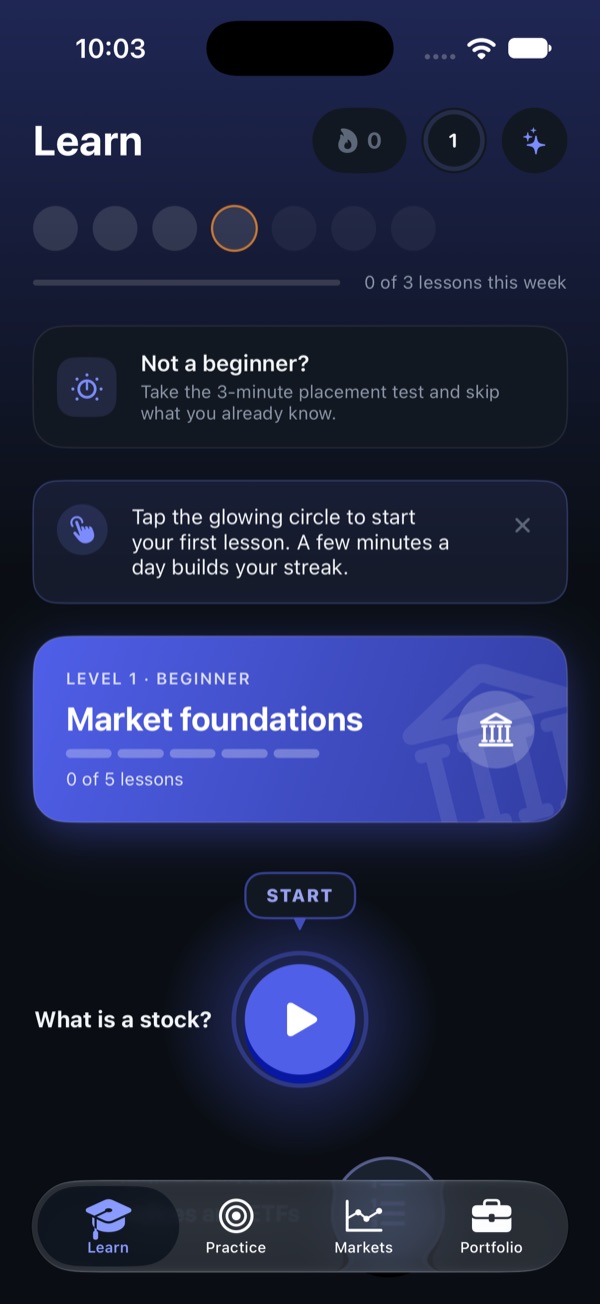 10:03
Learn
0
1
0 of 3 lessons this week
Not a beginner?
Take the 3-minute placement test and skip
what you already know.
Tap the glowing circle to start
your first lesson. A few minutes a
day builds your streak.
LEVEL 1 · BEGINNER
Market foundations
0 of 5 lessons
START
What is a stock?
Learn
Practice
Markets
Portfolio